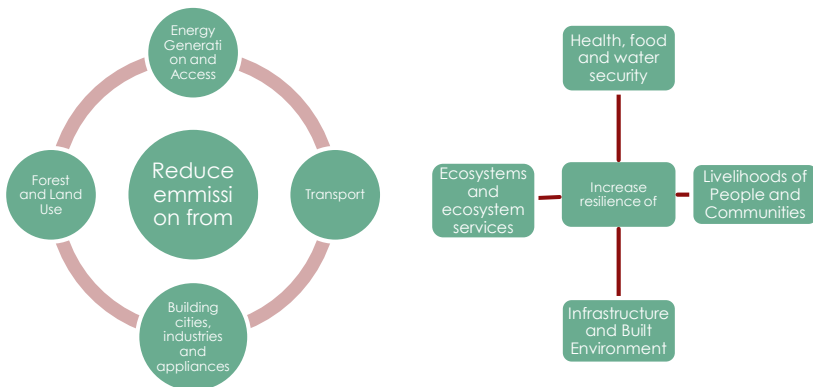 Energy
Generati
on and
Access
Forest
and Land
Use
Reduce
emmissi
on from
Transport
Building
cities,
industries
and
appliances
Health, food
and water
security
Ecosystems
and
ecosystem
services
Increase
resilience of
Livelihoods of
People and
Communities
Infrastructure
and Built
Environment